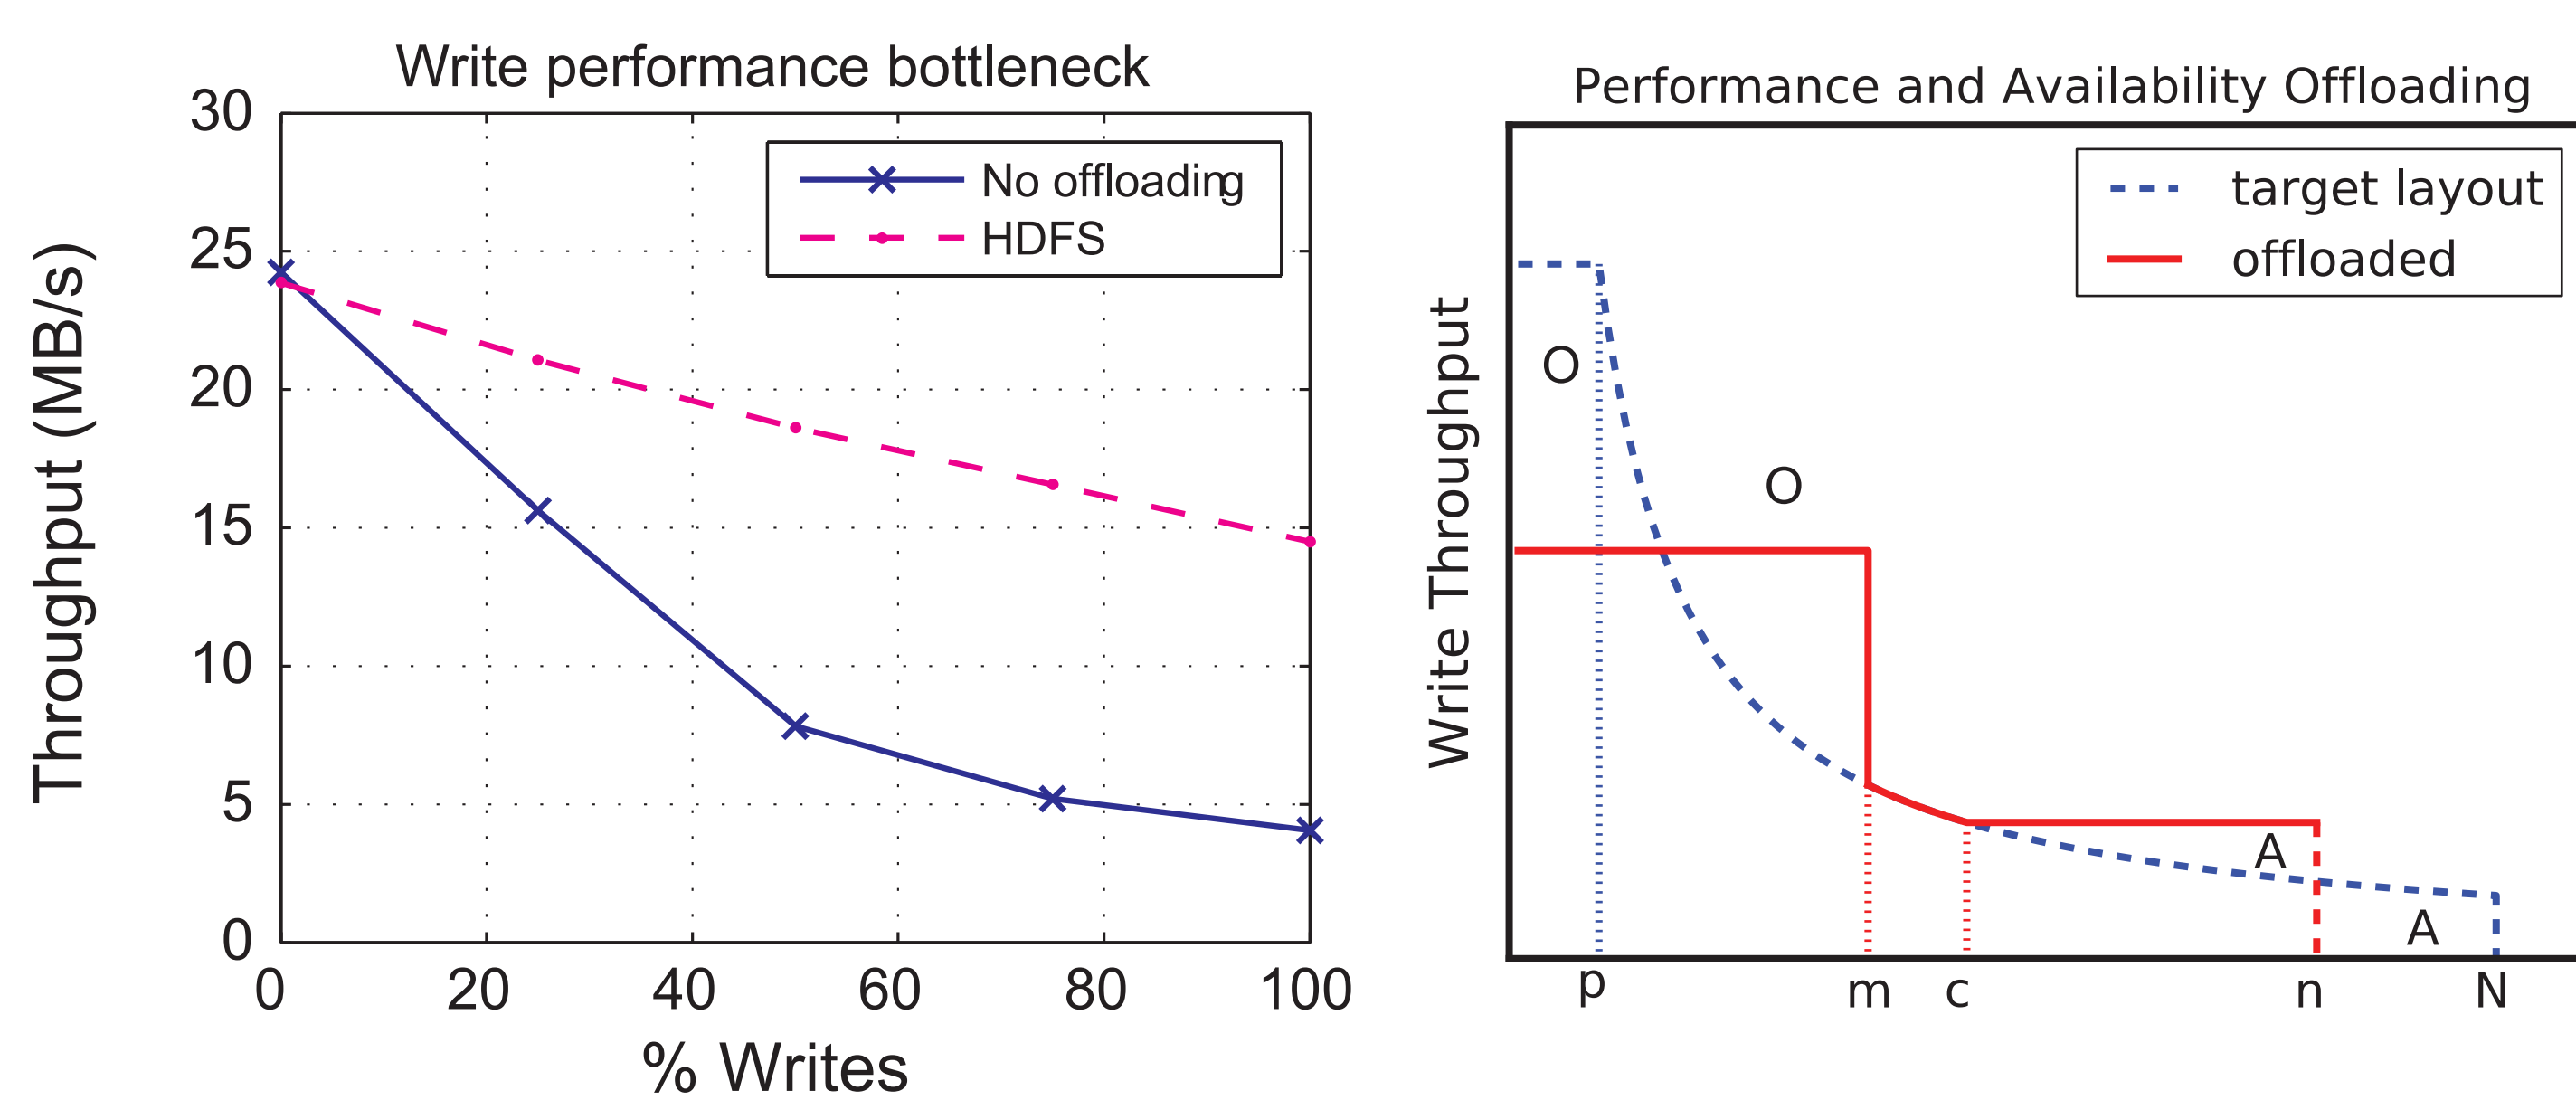 Write performance bottleneck
Throughput (MB/s)
30
25
20
15
10
5
0
No offloading
HDFS
0 20 40 60 80 100
% Writes
Performance and Availability Offloading
Write Throughput
target layout
offloaded
O
O
A
A
p m c n N